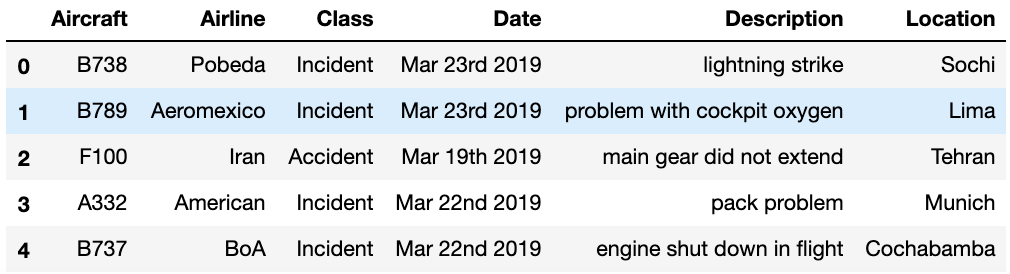 Aircraft Airline Class Date Description Location
0 B738 Pobeda Incident Mar 23rd 2019 lightning strike Sochi
1 B789 Aeromexico Incident Mar 23rd 2019 problem with cockpit oxygen Lima
2 F100 Iran Accident Mar 19th 2019 main gear did not extend Tehran
3 A332 American Incident Mar 22nd 2019 pack problem Munich
4 B737 BoA Incident Mar 22nd 2019 engine shut down in flight Cochabamba